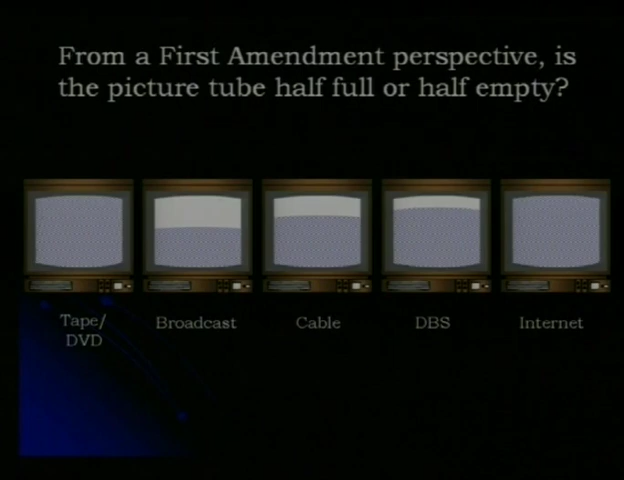 From a First Amendment perspective, is
the picture tube half full or half empty?
Tape/
DVD
Broadcast
Cable
DBS
Internet